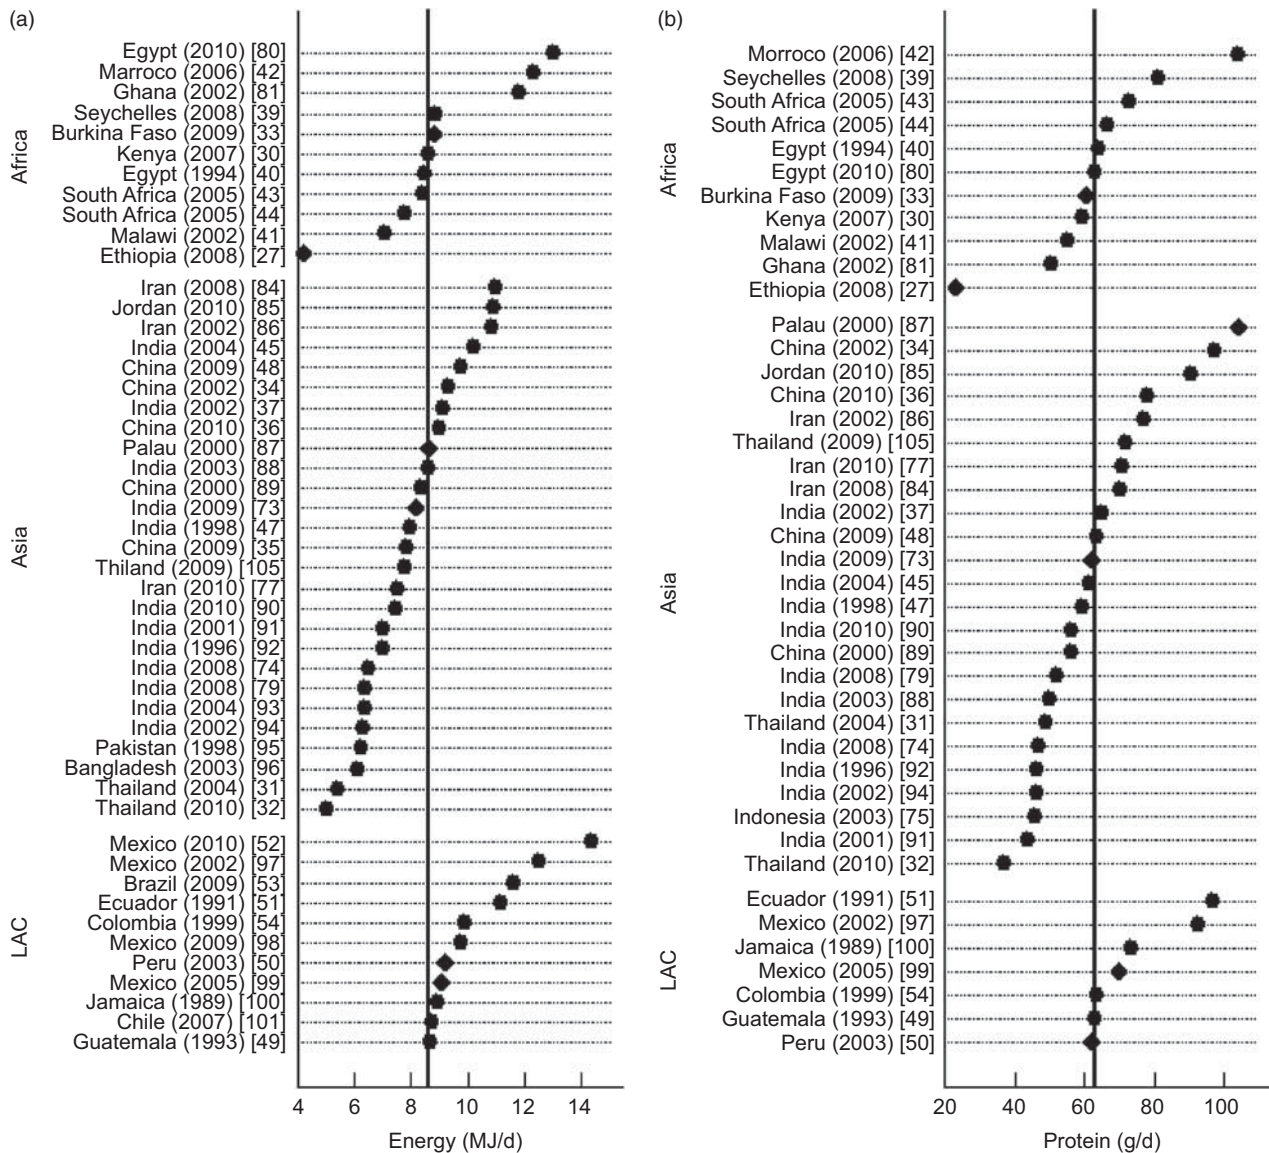 (a)
Africa
Egypt (2010) [80]
Marroco (2006) [42]
Ghana (2002) [81]
Seychelles (2008) [39]
Burkina Faso (2009) [33]
Kenya (2007) [30]
Egypt (1994) [40]
South Africa (2005) [43]
South Africa (2005) [44]
Malawi (2002) [41]
Ethiopia (2008) [27]
Asia
Iran (2008) [84]
Jordan (2010) [85]
Iran (2002) [86]
India (2004) [45]
China (2009) [48]
China (2002) [34]
India (2002) [37]
China (2010) [36]
Palau (2000) [87]
India (2003) [88]
China (2000) [89]
India (2009) [73]
India (1998) [47]
China (2009) [35]
Thiland (2009) [105]
Iran (2010) [77]
India (2010) [90]
India (2001) [91]
India (1996) [92]
India (2008) [74]
India (2008) [79]
India (2004) [93]
India (2002) [94]
Pakistan (1998) [95]
Bangladesh (2003) [96]
Thailand (2004) [31]
Thailand (2010) [32]
LAC
Mexico (2010) [52]
Mexico (2002) [97]
Brazil (2009) [53]
Ecuador (1991) [51]
Colombia (1999) [54]
Mexico (2009) [98]
Peru (2003) [50]
Mexico (2005) [99]
Jamaica (1989) [100]
Chile (2007) [101]
Guatemala (1993) [49]
4 6 8 10 12 14
Energy (MJ/d)
(b)
Africa
Morroco (2006) [42]
Seychelles (2008) [39]
South Africa (2005) [43]
South Africa (2005) [44]
Egypt (1994) [40]
Egypt (2010) [80]
Burkina Faso (2009) [33]
Kenya (2007) [30]
Malawi (2002) [41]
Ghana (2002) [81]
Ethiopia (2008) [27]
Asia
Palau (2000) [87]
China (2002) [34]
Jordan (2010) [85]
China (2010) [36]
Iran (2002) [86]
Thailand (2009) [105]
Iran (2010) [77]
Iran (2008) [84]
India (2002) [37]
China (2009) [48]
India (2009) [73]
India (2004) [45]
India (1998) [47]
India (2010) [90]
China (2000) [89]
India (2008) [79]
India (2003) [88]
Thailand (2004) [31]
India (2008) [74]
India (1996) [92]
India (2002) [94]
Indonesia (2003) [75]
India (2001) [91]
Thailand (2010) [32]
LAC
Ecuador (1991) [51]
Mexico (2002) [97]
Jamaica (1989) [100]
Mexico (2005) [99]
Colombia (1999) [54]
Guatemala (1993) [49]
Peru (2003) [50]
20 40 60 80 100
Protein (g/d)